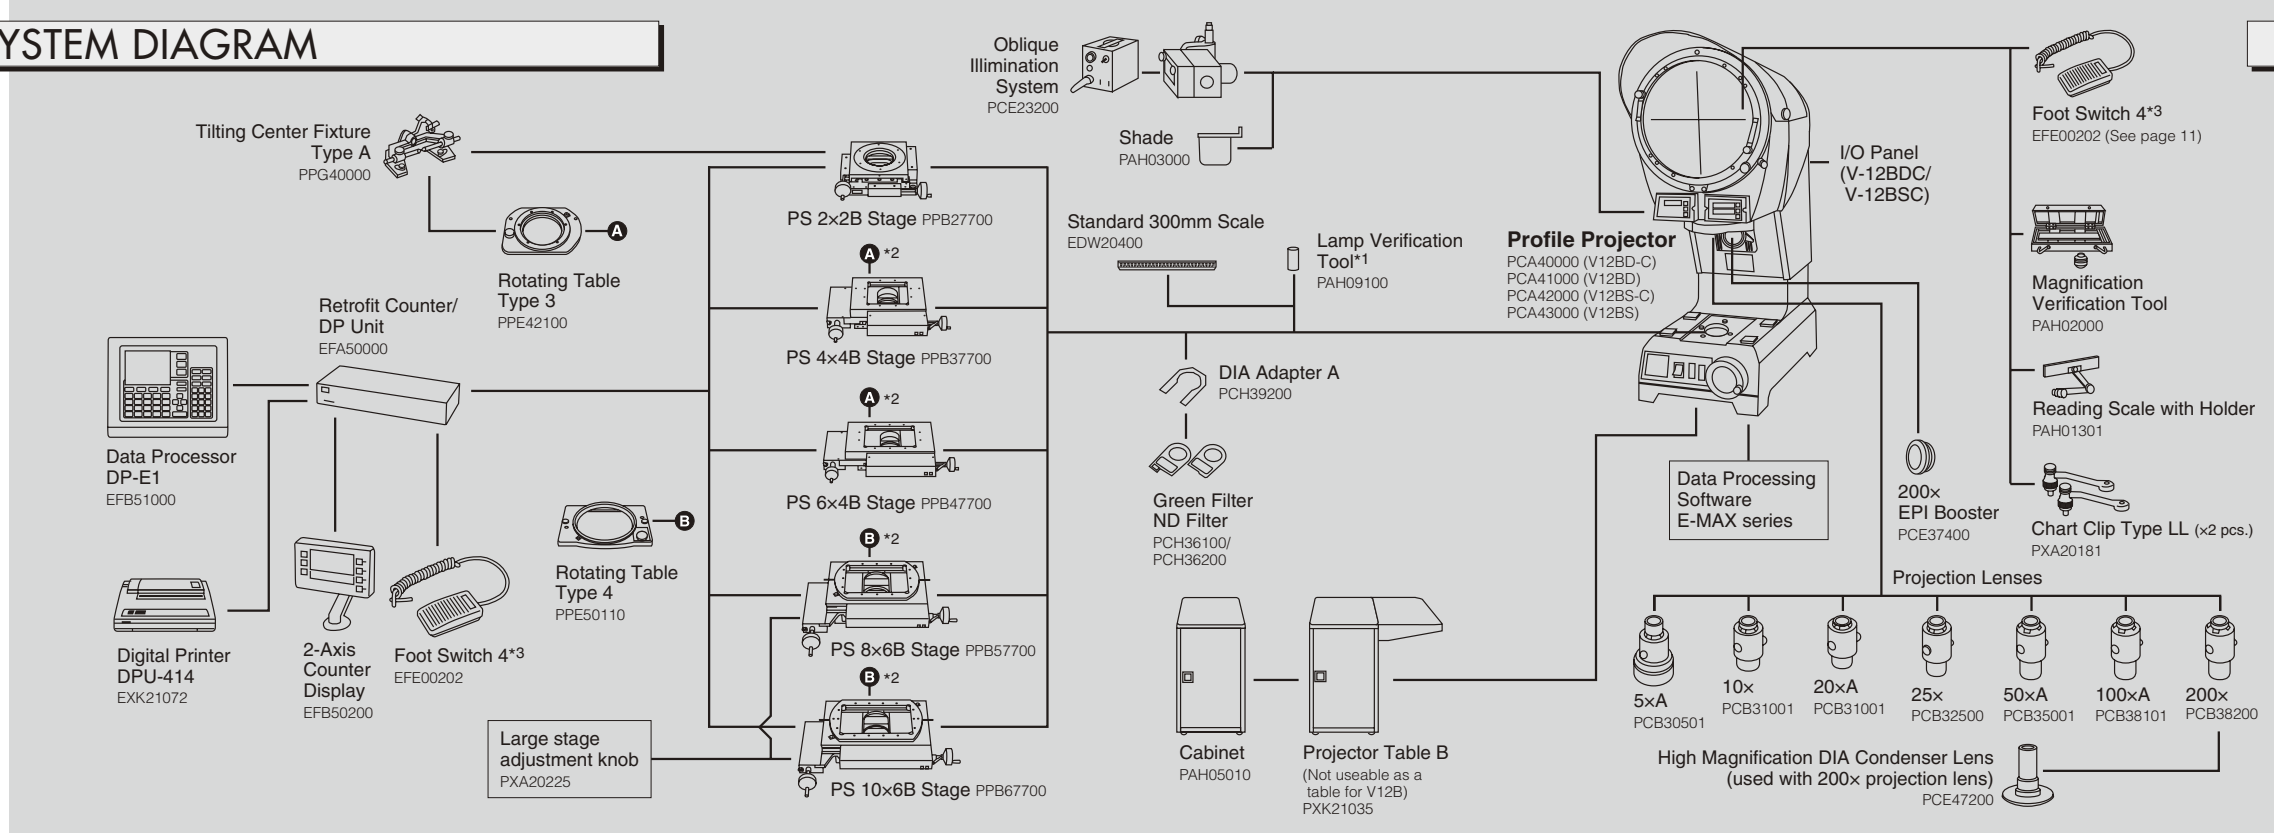 YSTEM DIAGRAM
Tilting Center Fixture
Type A
PPG40000
Rotating Table
Type 3
PPE42100
A
Retrofit Counter/
DP Unit
EFA50000
Data Processor
DP-E1
EFB51000
Digital Printer
DPU-414
EXK21072
2-Axis
Counter
Display
EFB50200
Foot Switch 4*3
EFE00202
Rotating Table
Type 4
PPE50110
B
Large stage
adjustment knob
PXA20225
PS 2×2B Stage PPB27700
A *2
PS 4×4B Stage PPB37700
A *2
PS 6×4B Stage PPB47700
B *2
PS 8×6B Stage PPB57700
B *2
PS 10×6B Stage PPB67700
Oblique
Illimination
System
PCE23200
Shade
PAH03000
Standard 300mm Scale
EDW20400
Lamp Verification
Tool*1
PAH09100
DIA Adapter A
PCH39200
Green Filter
ND Filter
PCH36100/
PCH36200
Cabinet
PAH05010
Projector Table B
(Not useable as a
table for V12B)
PXK21035
Profile Projector
PCA40000 (V12BD-C)
PCA41000 (V12BD)
PCA42000 (V12BS-C)
PCA43000 (V12BS)
I/O Panel
(V-12BDC/
V-12BSC)
Data Processing
Software
E-MAX series
200×
EPI Booster
PCE37400
Foot Switch 4*3
EFE00202 (See page 11)
Magnification
Verification Tool
PAH02000
Reading Scale with Holder
PAH01301
Chart Clip Type LL (×2 pcs.)
PXA20181
Projection Lenses
5×A
PCB30501
10×
PCB31001
20×A
PCB31001
25×
PCB32500
50×A
PCB35001
100×A
PCB38101
200×
PCB38200
High Magnification DIA Condenser Lens
(used with 200× projection lens)
PCE47200